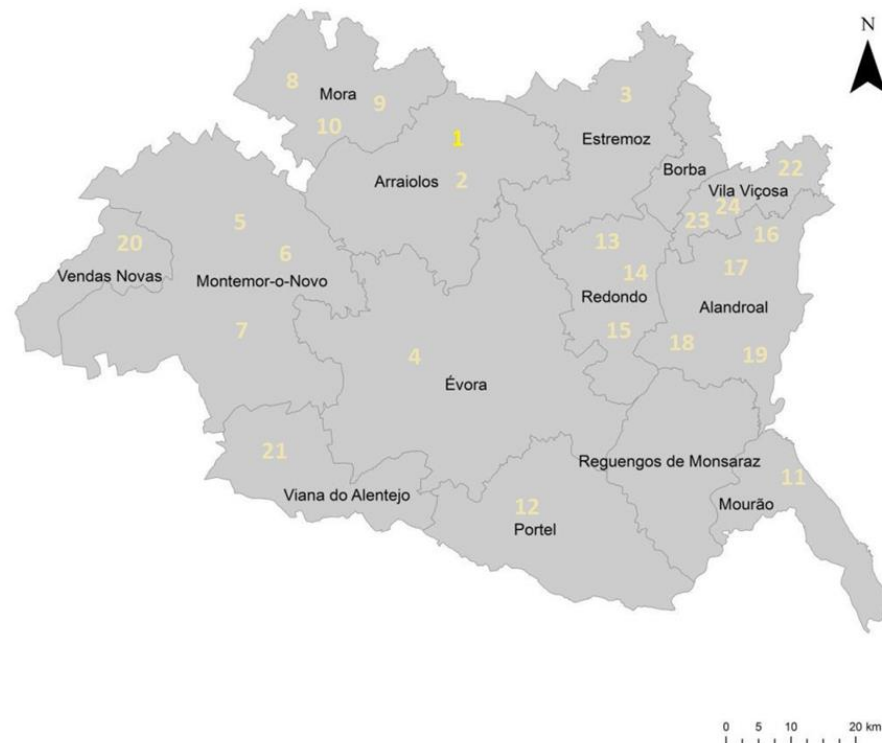 N
8
Mora
9
10
3
Estremoz
1
Arraiolos
2
Borba
22
Vila Viçosa
24
23
16
5
20
6
Vendas Novas
Montemor-o-Novo
13
14
Redondo
15
17
Alandroal
18
19
7
4
Évora
21
Viana do Alentejo
Reguengos de Monsaraz
11
Mourão
12
Portel
0 5 10 20 km